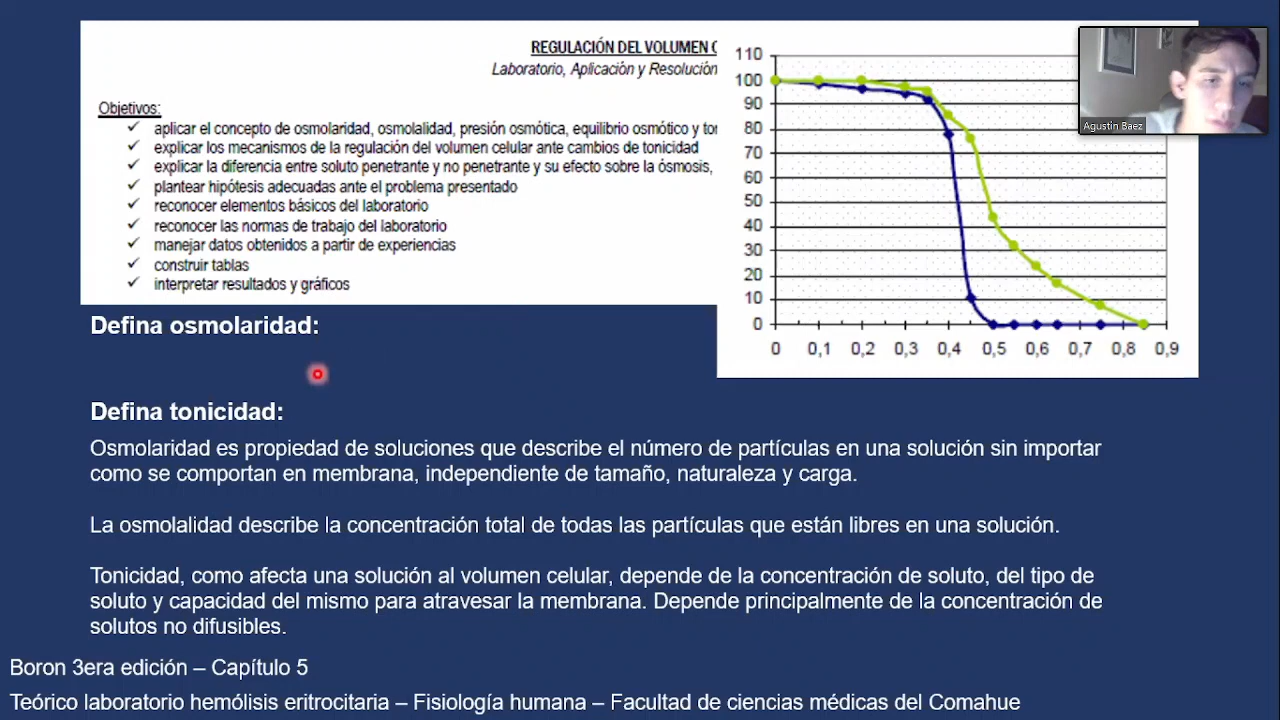 REGULACIÓN DEL VOLUMEN C
Laboratorio, Aplicación y Resolución
Objetivos:
✓ aplicar el concepto de osmolaridad, osmolalidad, presión osmótica, equilibrio osmótico y ton
✓ explicar los mecanismos de la regulación del volumen celular ante cambios de tonicidad
✓ explicar la diferencia entre soluto penetrante y no penetrante y su efecto sobre la ósmosis,
✓ plantear hipótesis adecuadas ante el problema presentado
✓ reconocer elementos básicos del laboratorio
✓ reconocer las normas de trabajo del laboratorio
✓ manejar datos obtenidos a partir de experiencias
✓ construir tablas
✓ interpretar resultados y gráficos
110
100
90
80
70
60
50
40
30
20
10
0
0 0,1 0,2 0,3 0,4 0,5 0,6 0,7 0,8 0,9
Agustin Baez
Defina osmolaridad:
Defina tonicidad:
Osmolaridad es propiedad de soluciones que describe el número de partículas en una solución sin importar
como se comportan en membrana, independiente de tamaño, naturaleza y carga.
La osmolalidad describe la concentración total de todas las partículas que están libres en una solución.
Tonicidad, como afecta una solución al volumen celular, depende de la concentración de soluto, del tipo de
soluto y capacidad del mismo para atravesar la membrana. Depende principalmente de la concentración de
solutos no difusibles.
Boron 3era edición – Capítulo 5
Teórico laboratorio hemólisis eritrocitaria – Fisiología humana – Facultad de ciencias médicas del Comahue